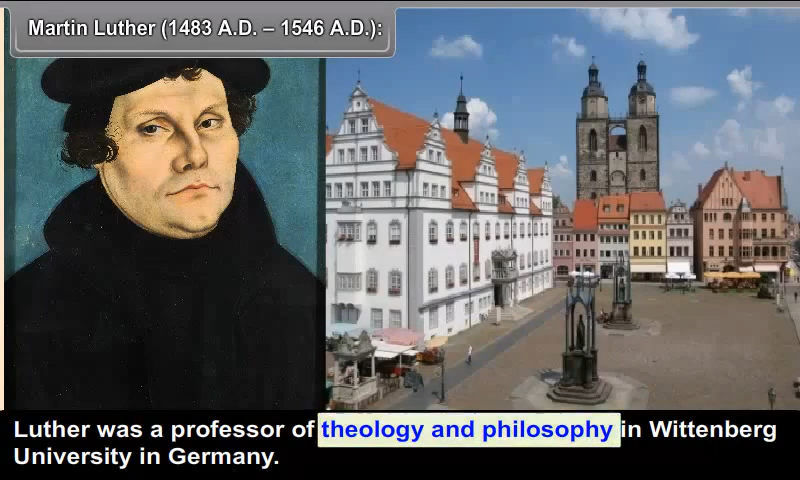 Martin Luther (1483 A.D. – 1546 A.D.):
Luther was a professor of theology and philosophy in Wittenberg
University in Germany.